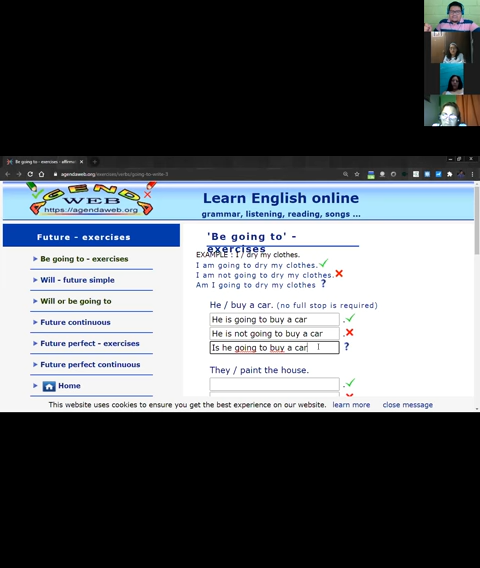 Be going to - exercises - affirma
agendaweb.org/exercises/verbs/going-to-write-1
AGENDA
WEB
https://agendaweb.org
Learn English online
grammar, listening, reading, songs ...
Future – exercises
Be going to – exercises
Will – future simple
Will or be going to
Future continuous
Future perfect – exercises
Future perfect continuous
Home
'Be going to' - exercises
EXAMPLE : I / dry my clothes.
I am going to dry my clothes.
I am not going to dry my clothes.
Am I going to dry my clothes ?
He / buy a car. (no full stop is required)
He is going to buy a car .
He is not going to buy a car .
Is he going to buy a car ?
They / paint the house.
.
This website uses cookies to ensure you get the best experience on our website. learn more close message